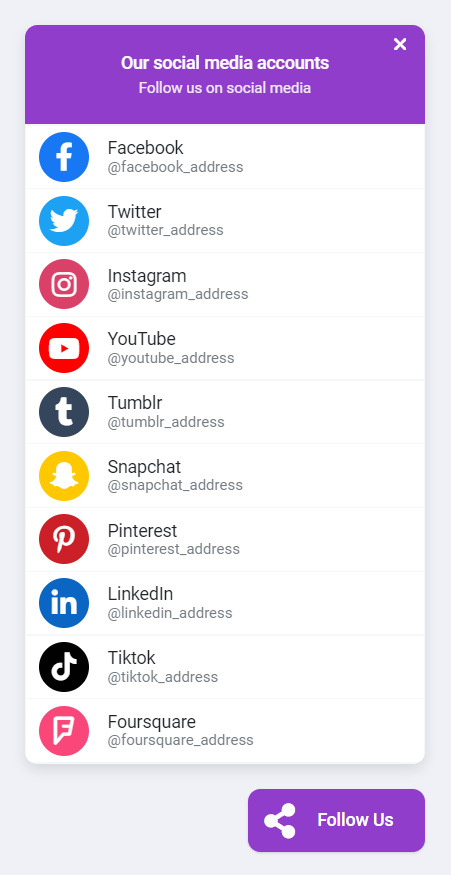 Our social media accounts
Follow us on social media
Facebook
@facebook_address
Twitter
@twitter_address
Instagram
@instagram_address
YouTube
@youtube_address
Tumblr
@tumblr_address
Snapchat
@snapchat_address
Pinterest
@pinterest_address
LinkedIn
@linkedin_address
Tiktok
@tiktok_address
Foursquare
@foursquare_address
Follow Us